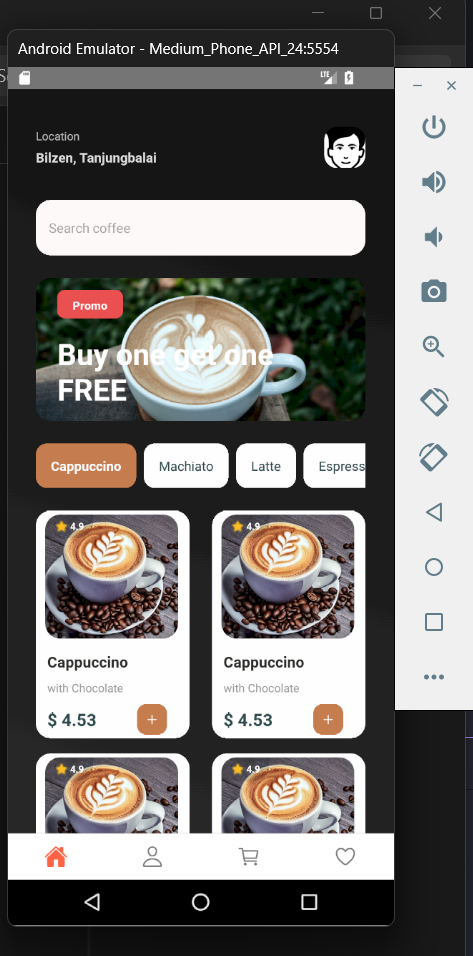 Android Emulator - Medium_Phone_API_24:5554
LTE
Location
Bilzen, Tanjungbalai
Search coffee
Promo
Buy one get one
FREE
Cappuccino Machiato Latte Espress
4.9 4.9
Cappuccino Cappuccino
with Chocolate with Chocolate
$ 4.53 + $ 4.53 +
4.9 4.9